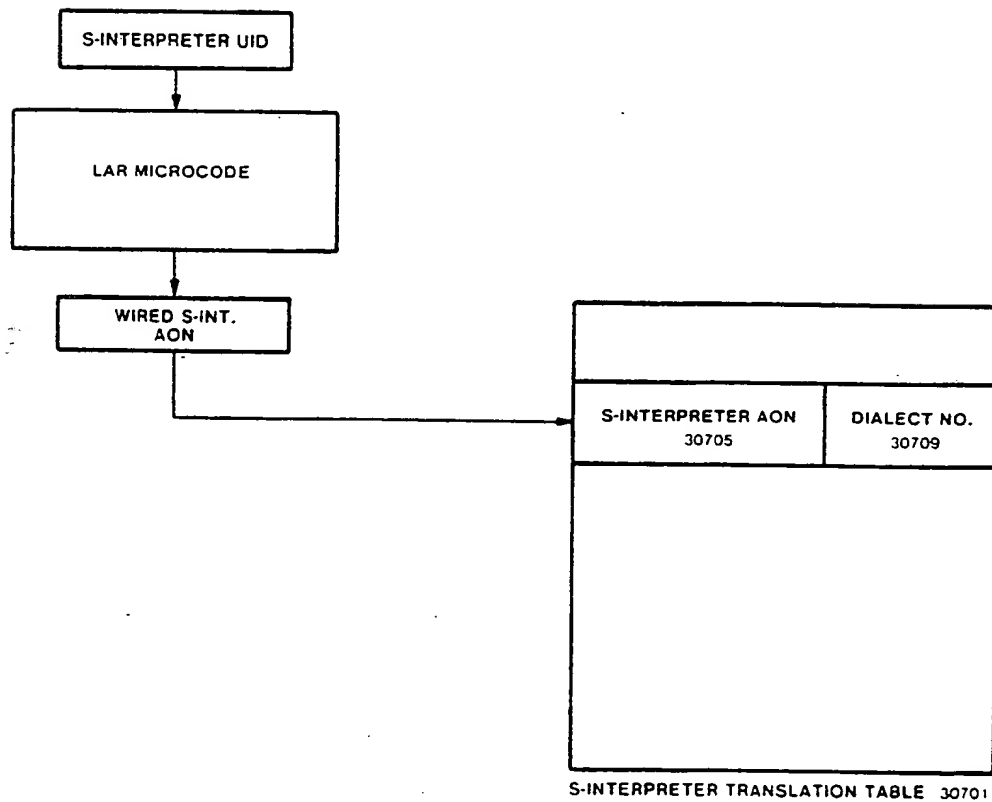 S-INTERPRETER UID
LAR MICROCODE
WIRED S-INT.
AON
S-INTERPRETER AON
30705
DIALECT NO.
30709
S-INTERPRETER TRANSLATION TABLE 30701